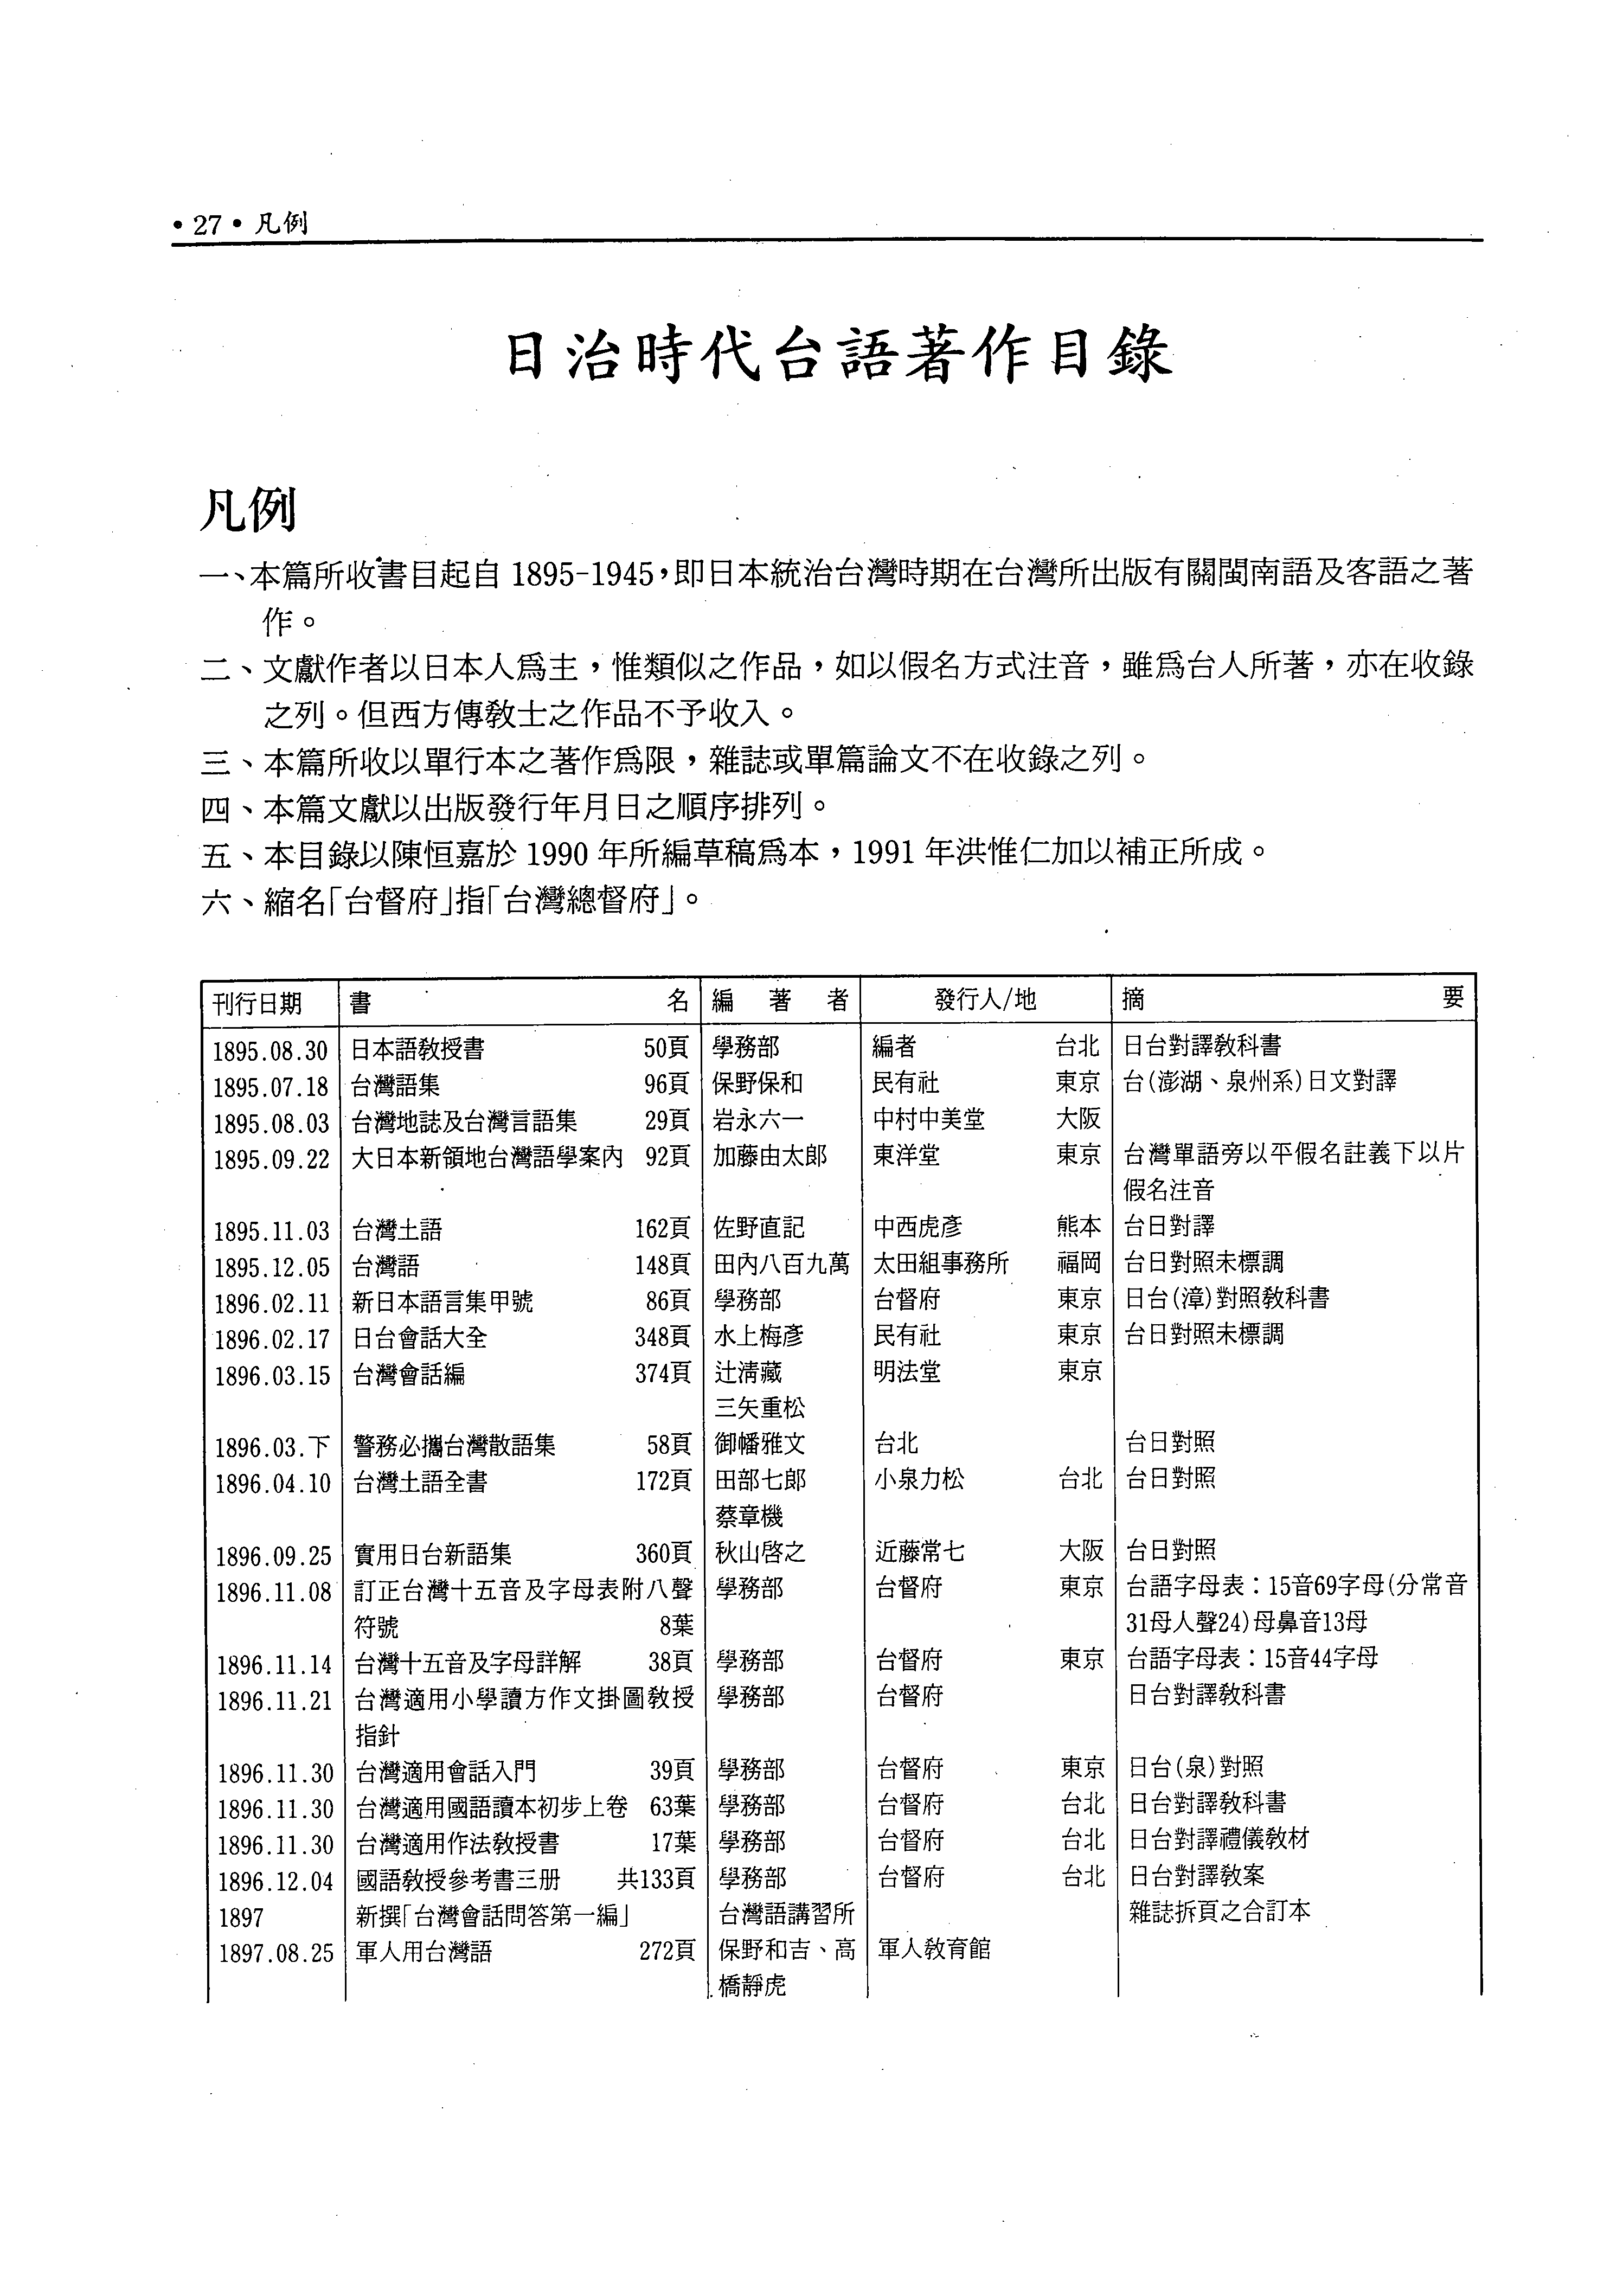 • 27 • 凡例
日治時代台語著作目錄
凡例
一、本篇所收書目起自 1895-1945，即日本統治台灣時期在台灣所出版有關閩南語及客語之著
作。
二、文獻作者以日本人爲主，惟類似之作品，如以假名方式注音，雖爲台人所著，亦在收錄
之列。但西方傳敎士之作品不予收入。
三、本篇所收以單行本之著作爲限，雜誌或單篇論文不在收錄之列。
四、本篇文獻以出版發行年月日之順序排列。
五、本目錄以陳恒嘉於 1990 年所編草稿爲本，1991 年洪惟仁加以補正所成。
六、縮名「台督府」指「台灣總督府」。
刊行日期 書 名 編 著 者 發行人/地 摘 要
1895.08.30 日本語敎授書 50頁 學務部 編者 台北 日台對譯敎科書
1895.07.18 台灣語集 96頁 保野保和 民有社 東京 台(澎湖、泉州系)日文對譯
1895.08.03 台灣地誌及台灣言語集 29頁 岩永六一 中村中美堂 大阪
1895.09.22 大日本新領地台灣語學案內 92頁 加藤由太郎 東洋堂 東京 台灣單語旁以平假名註義下以片
假名注音
1895.11.03 台灣土語 162頁 佐野直記 中西虎彥 熊本 台日對譯
1895.12.05 台灣語 148頁 田內八百九萬 太田組事務所 福岡 台日對照未標調
1896.02.11 新日本語言集甲號 86頁 學務部 台督府 東京 日台(漳)對照敎科書
1896.02.17 日台會話大全 348頁 水上梅彥 民有社 東京 台日對照未標調
1896.03.15 台灣會話編 374頁 辻淸藏 明法堂 東京
三矢重松
1896.03.下 警務必攜台灣散語集 58頁 御幡雅文 台北 台日對照
1896.04.10 台灣土語全書 172頁 田部七郎 小泉力松 台北 台日對照
蔡章機
1896.09.25 實用日台新語集 360頁 秋山啓之 近藤常七 大阪 台日對照
1896.11.08 訂正台灣十五音及字母表附八聲 學務部 台督府 東京 台語字母表：15音69字母(分常音
符號 8葉 31母人聲24)母鼻音13母
1896.11.14 台灣十五音及字母詳解 38頁 學務部 台督府 東京 台語字母表：15音44字母
1896.11.21 台灣適用小學讀方作文掛圖敎授 學務部 台督府 日台對譯敎科書
指針
1896.11.30 台灣適用會話入門 39頁 學務部 台督府 東京 日台(泉)對照
1896.11.30 台灣適用國語讀本初步上卷 63葉 學務部 台督府 台北 日台對譯敎科書
1896.11.30 台灣適用作法敎授書 17葉 學務部 台督府 台北 日台對譯禮儀敎材
1896.12.04 國語敎授參考書三册 共133頁 學務部 台督府 台北 日台對譯敎案
1897 新撰「台灣會話問答第一編」 台灣語講習所 雜誌拆頁之合訂本
1897.08.25 軍人用台灣語 272頁 保野和吉、高 軍人敎育館
橋靜虎